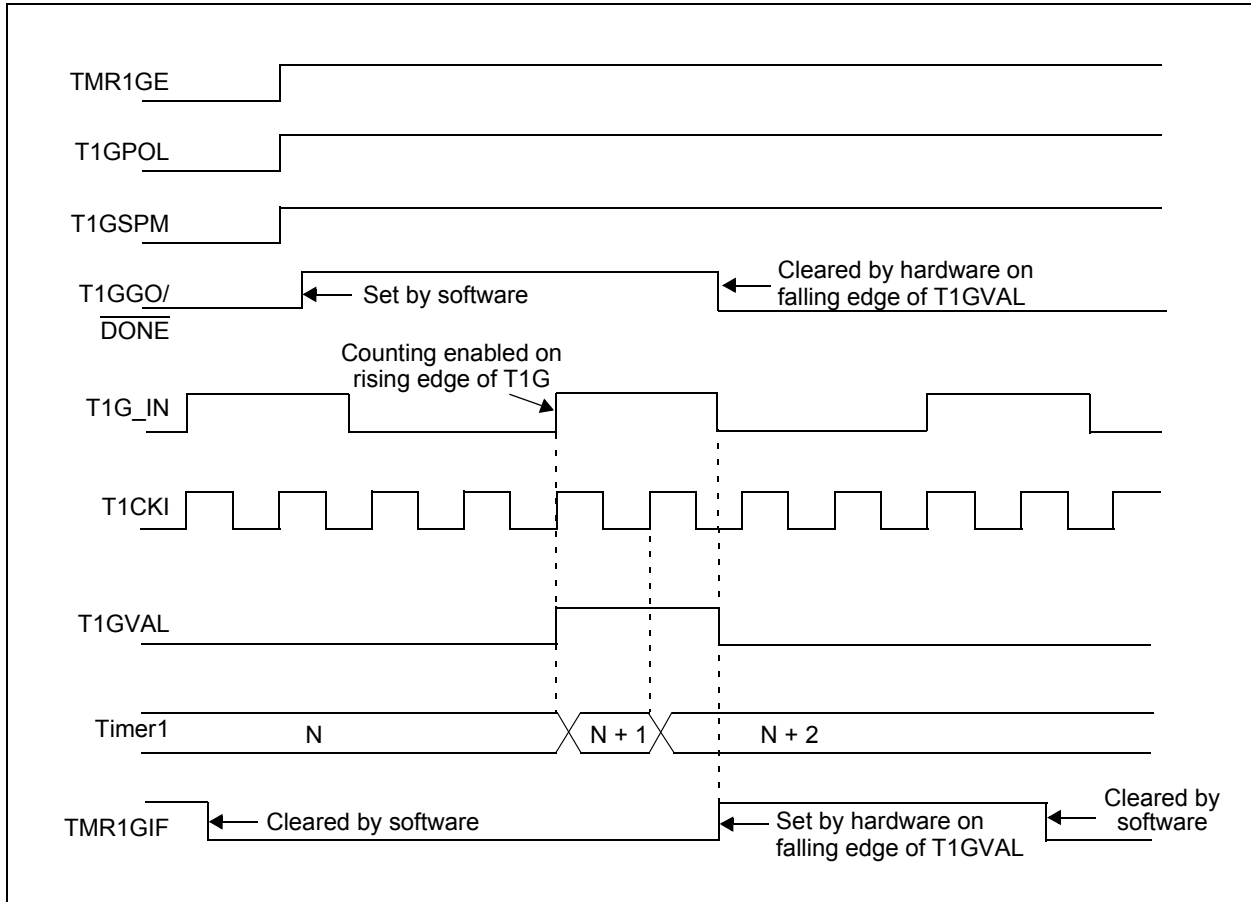 TMR1GE
T1GPOL
T1GSPM
T1GGO/
DONE
Set by software
Cleared by hardware on
falling edge of T1GVAL
Counting enabled on
rising edge of T1G
T1G_IN
T1CKI
T1GVAL
Timer1
N
N + 1
N + 2
TMR1GIF
Cleared by software
Set by hardware on
falling edge of T1GVAL
Cleared by
software